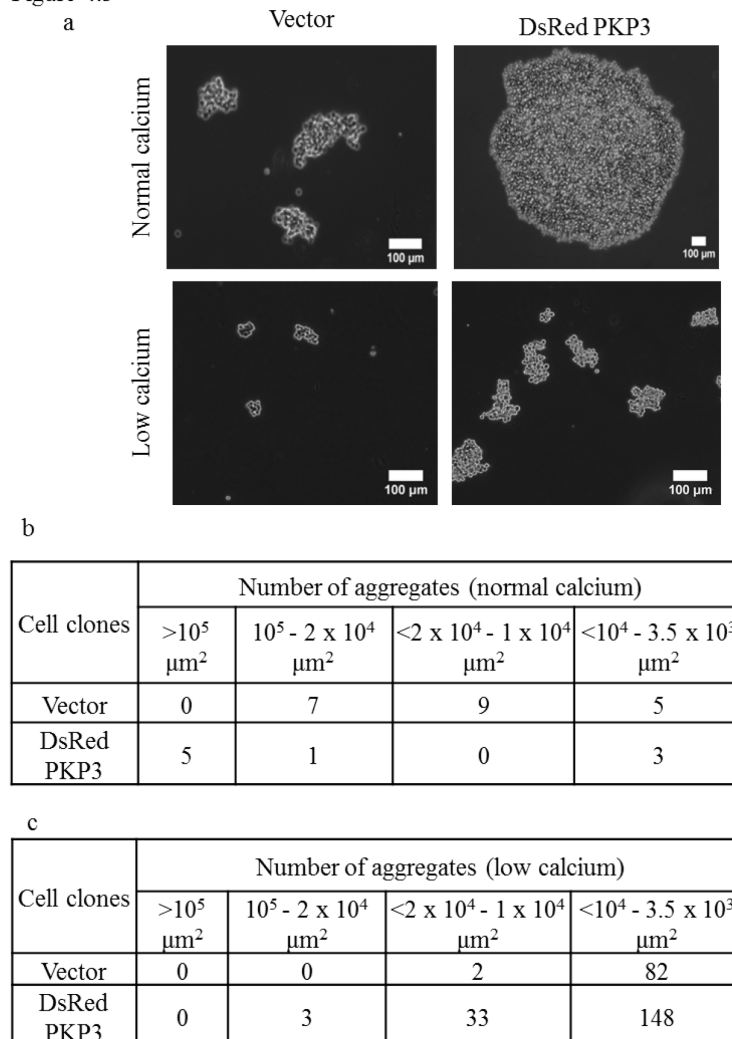 a
Vector
DsRed PKP3
Normal calcium
100 µm
100 µm
Low calcium
100 µm
100 µm
b
Cell clones
Number of aggregates (normal calcium)
>10⁵ µm²
10⁵ - 2 x 10⁴ µm²
<2 x 10⁴ - 1 x 10⁴ µm²
<10⁴ - 3.5 x 10³ µm²
Vector 0 7 9 5
DsRed PKP3 5 1 0 3
c
Cell clones
Number of aggregates (low calcium)
>10⁵ µm²
10⁵ - 2 x 10⁴ µm²
<2 x 10⁴ - 1 x 10⁴ µm²
<10⁴ - 3.5 x 10³ µm²
Vector 0 0 2 82
DsRed PKP3 0 3 33 148